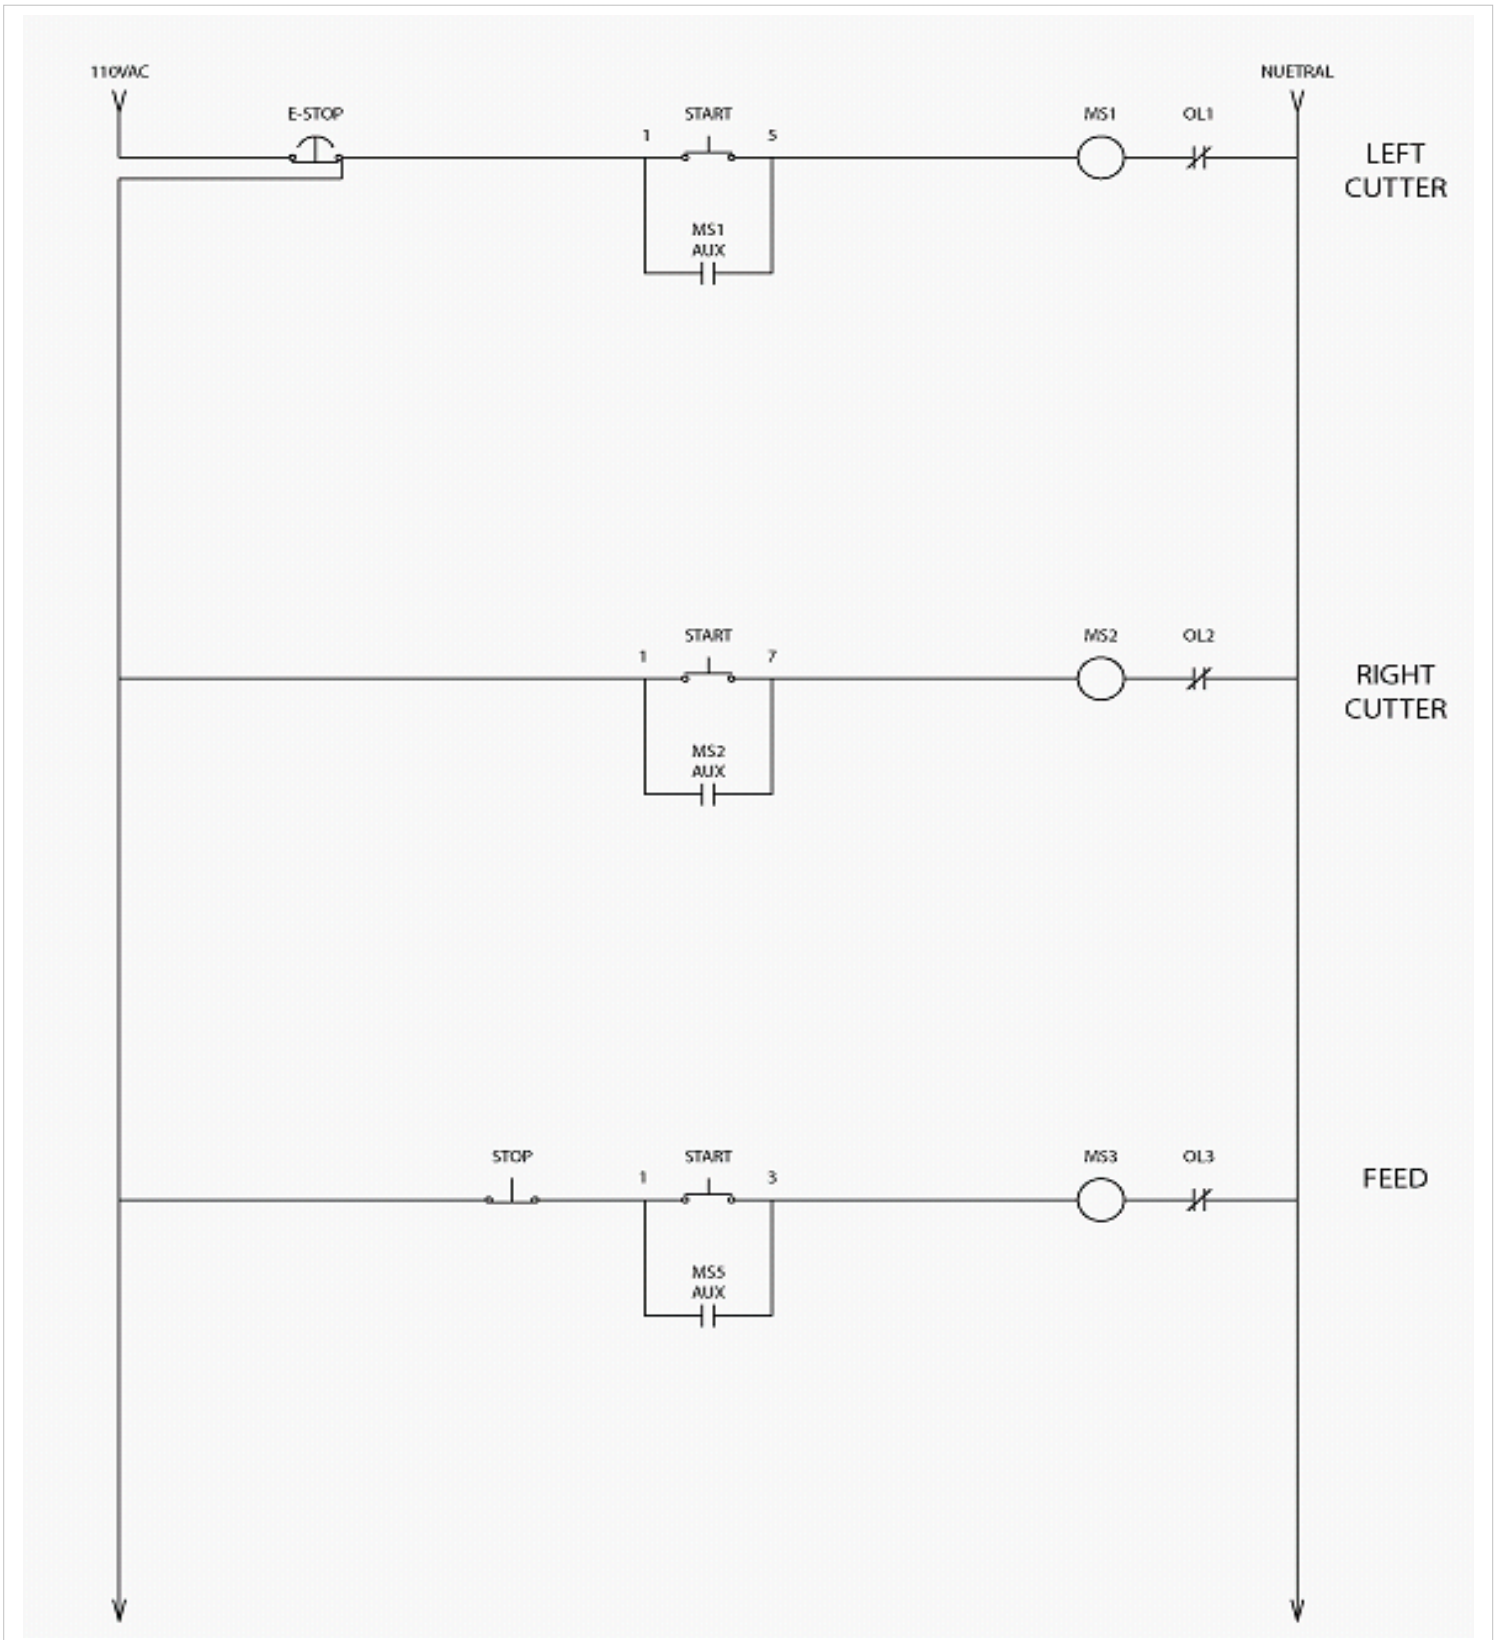 110VAC
NUETRAL
E-STOP
START
MS1
OL1
1
5
LEFT
CUTTER
MS1
AUX
START
MS2
OL2
1
7
RIGHT
CUTTER
MS2
AUX
STOP
START
MS3
OL3
1
3
FEED
MS5
AUX